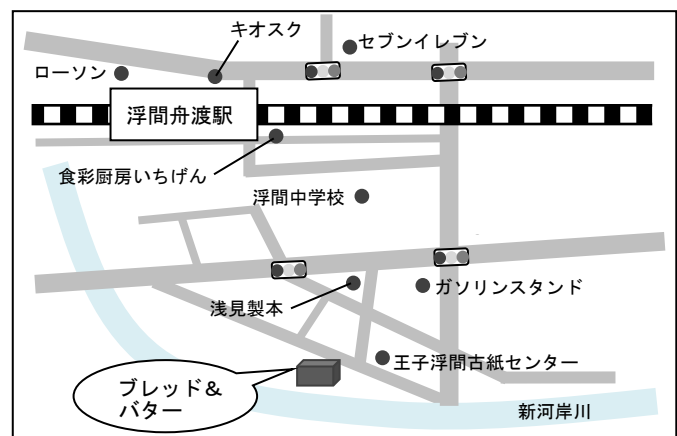 キオスク
セブンイレブン
ローソン
浮間舟渡駅
食彩厨房いちげん
浮間中学校
ガソリンスタンド
浅見製本
王子浮間古紙センター
ブレッド＆
バター
新河岸川